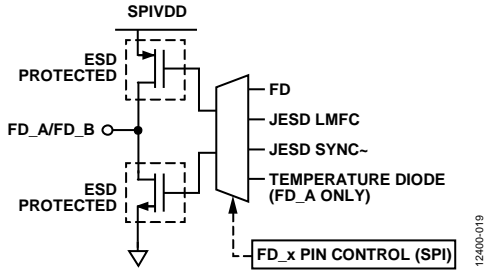 SPIVDD
ESD
PROTECTED
FD
JESD LMFC
FD_A/FD_B
JESD SYNC~
TEMPERATURE DIODE
(FD_A ONLY)
ESD
PROTECTED
FD_x PIN CONTROL (SPI)
12400-019